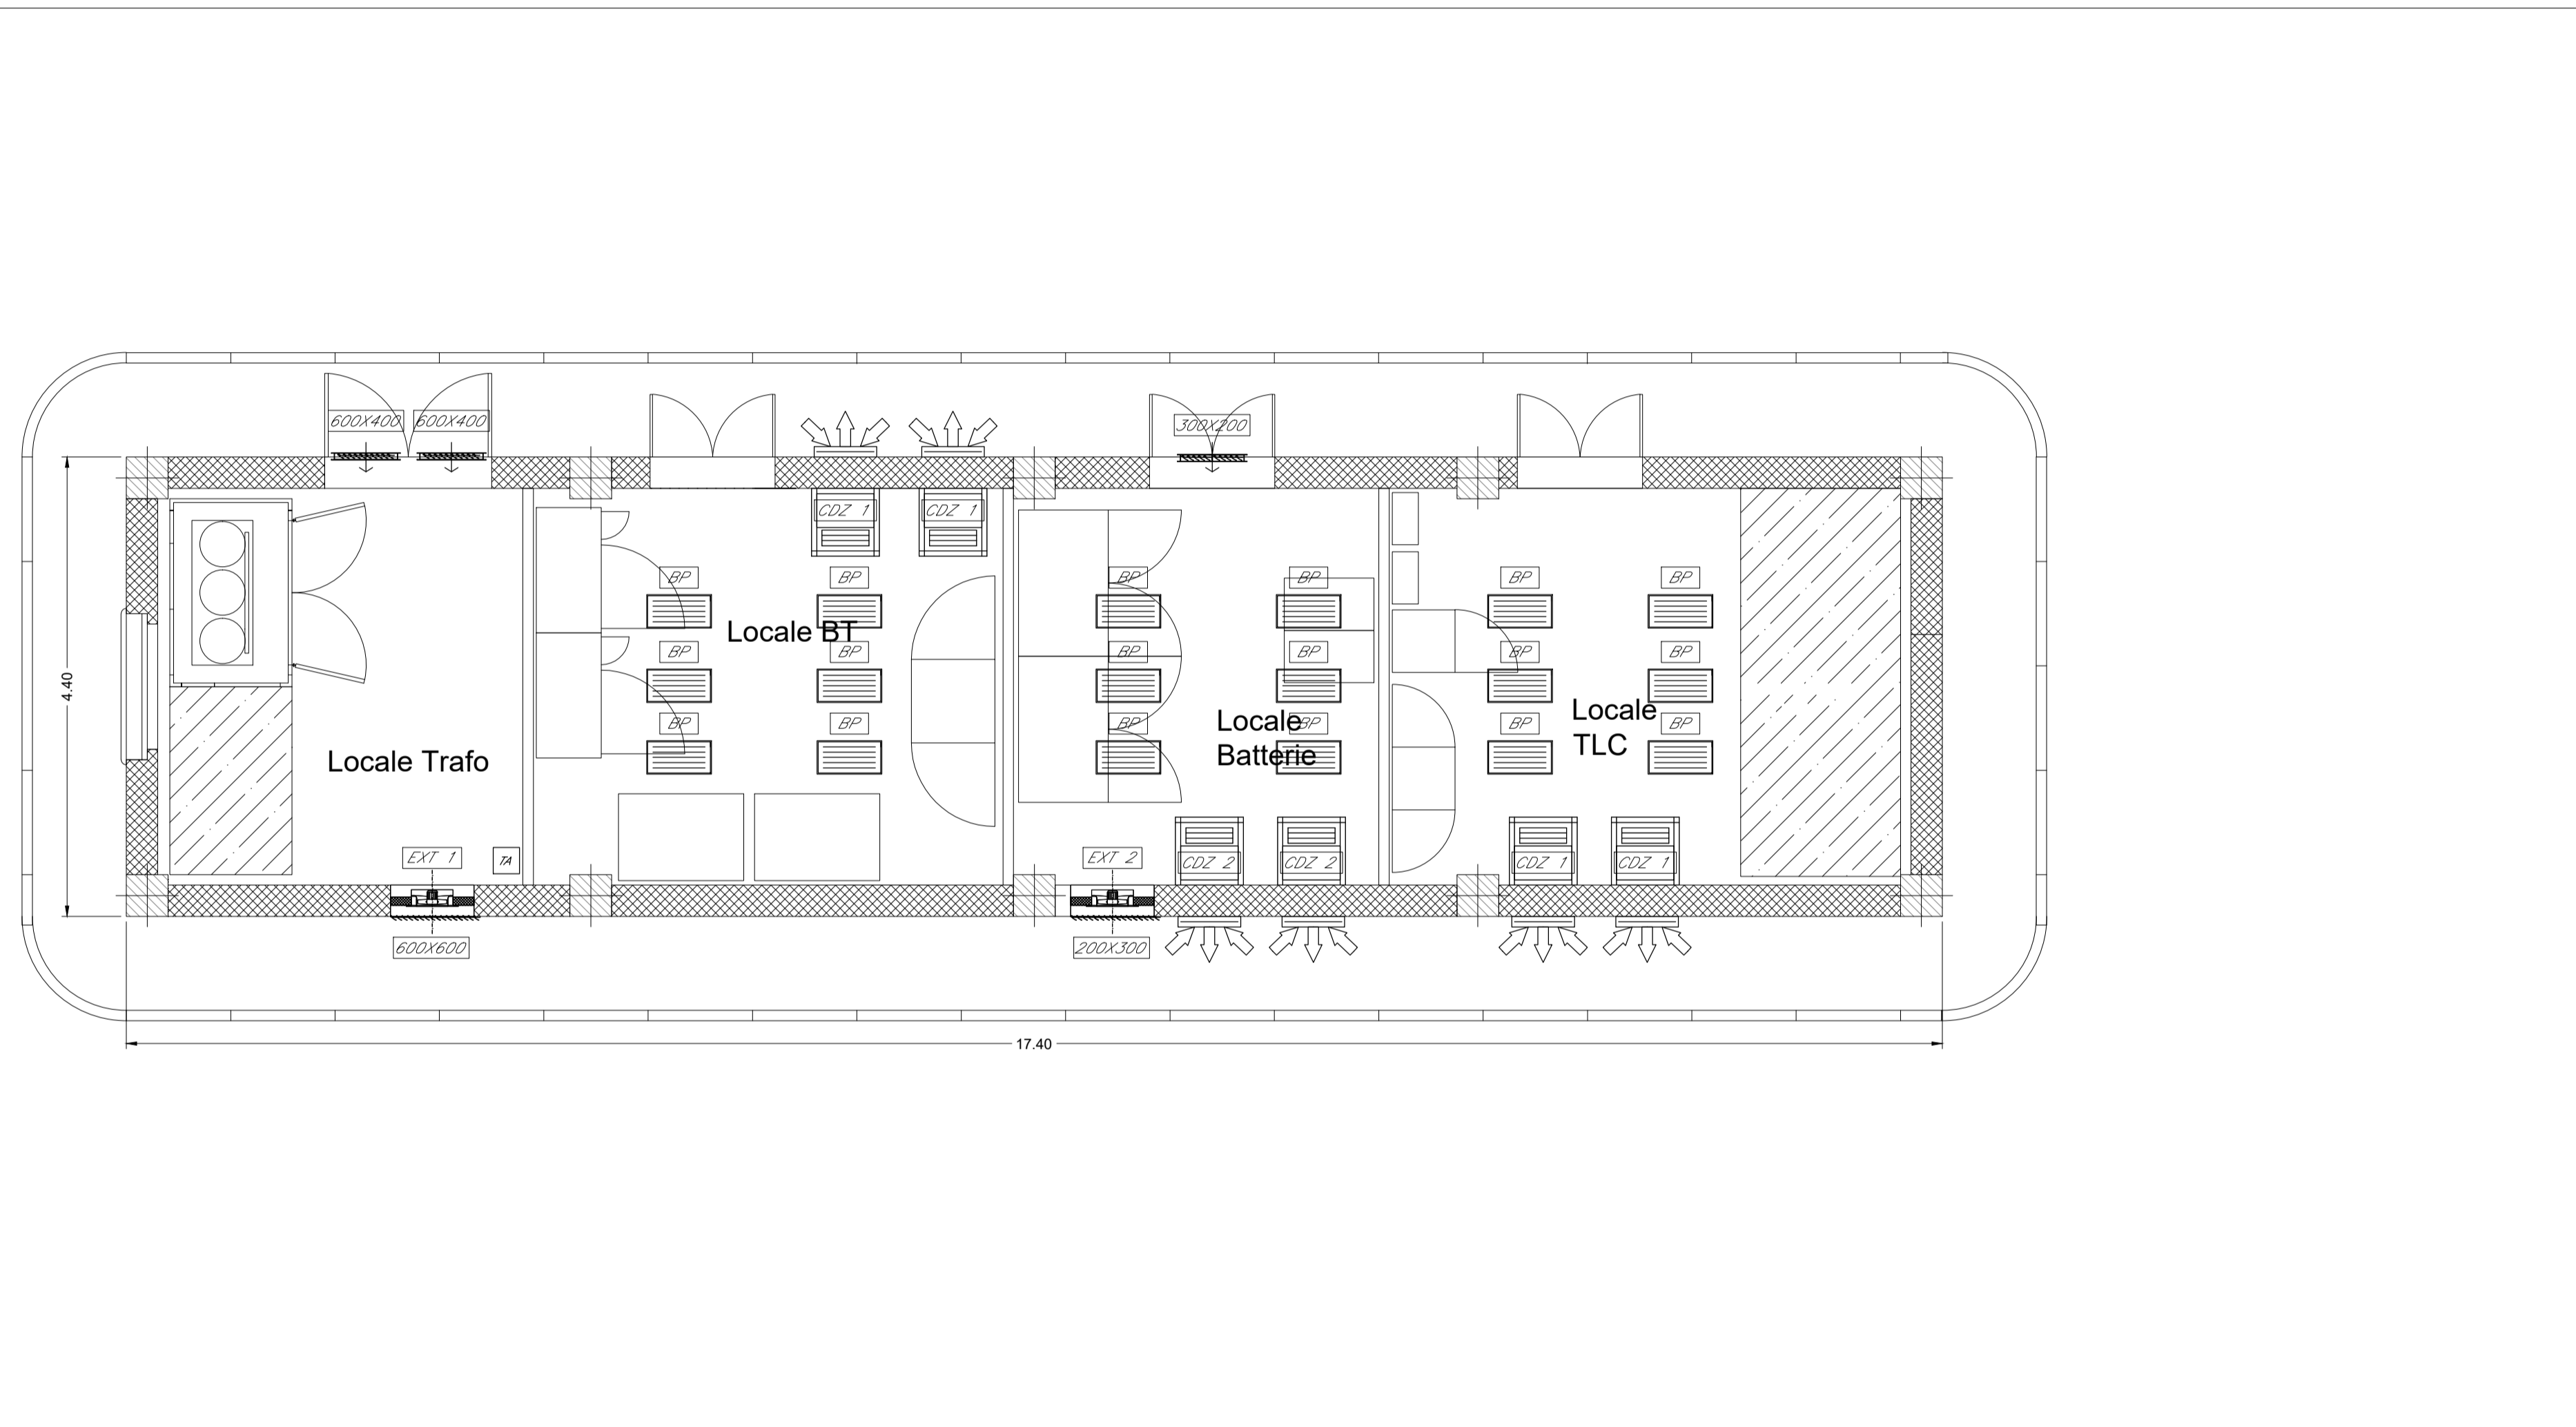 600X400
600X400
300X200
CDZ 1
CDZ 1
BP
BP
BP
BP
BP
BP
Locale BT
BP
BP
BP
BP
BP
BP
4.40
BP
BP
BP
BP
BP
BP
Locale
Batterie
Locale
TLC
Locale Trafo
EXT 1
TA
EXT 2
CDZ 2
CDZ 2
CDZ 1
CDZ 1
600X600
200X300
17.40